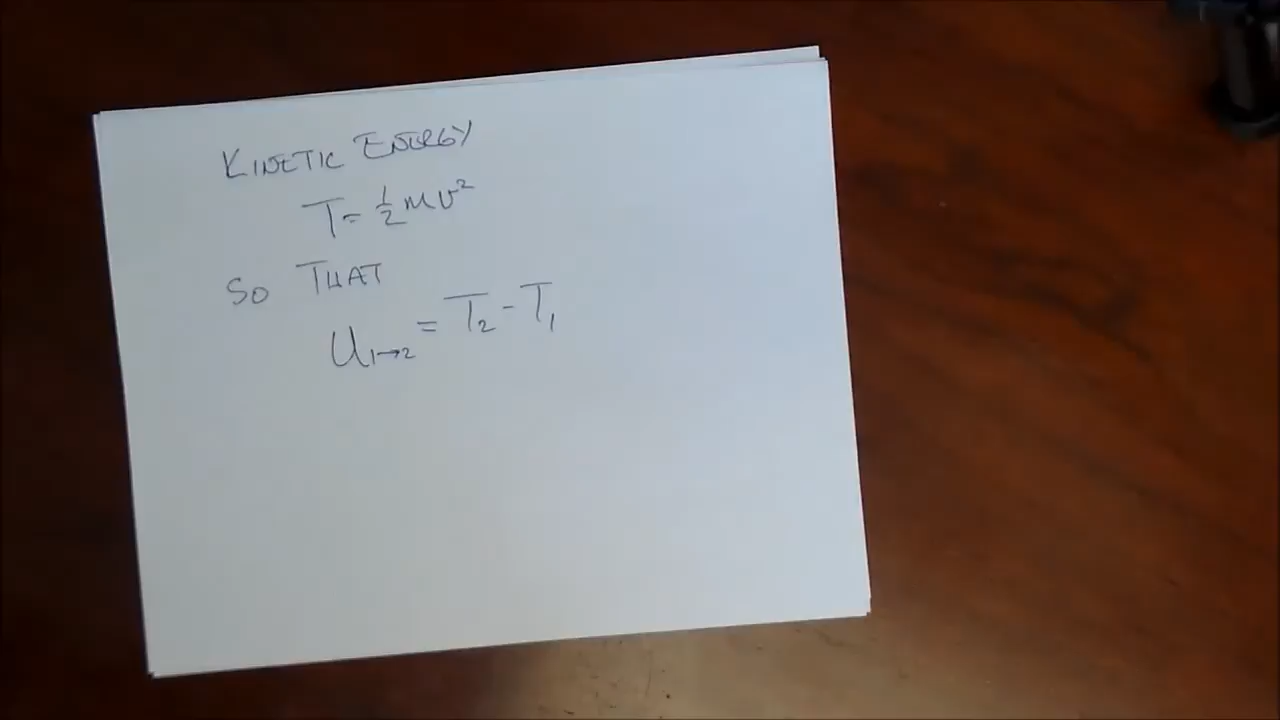 KINETIC ENERGY
T = ½mv²
SO THAT
U₁→₂ = T₂ - T₁